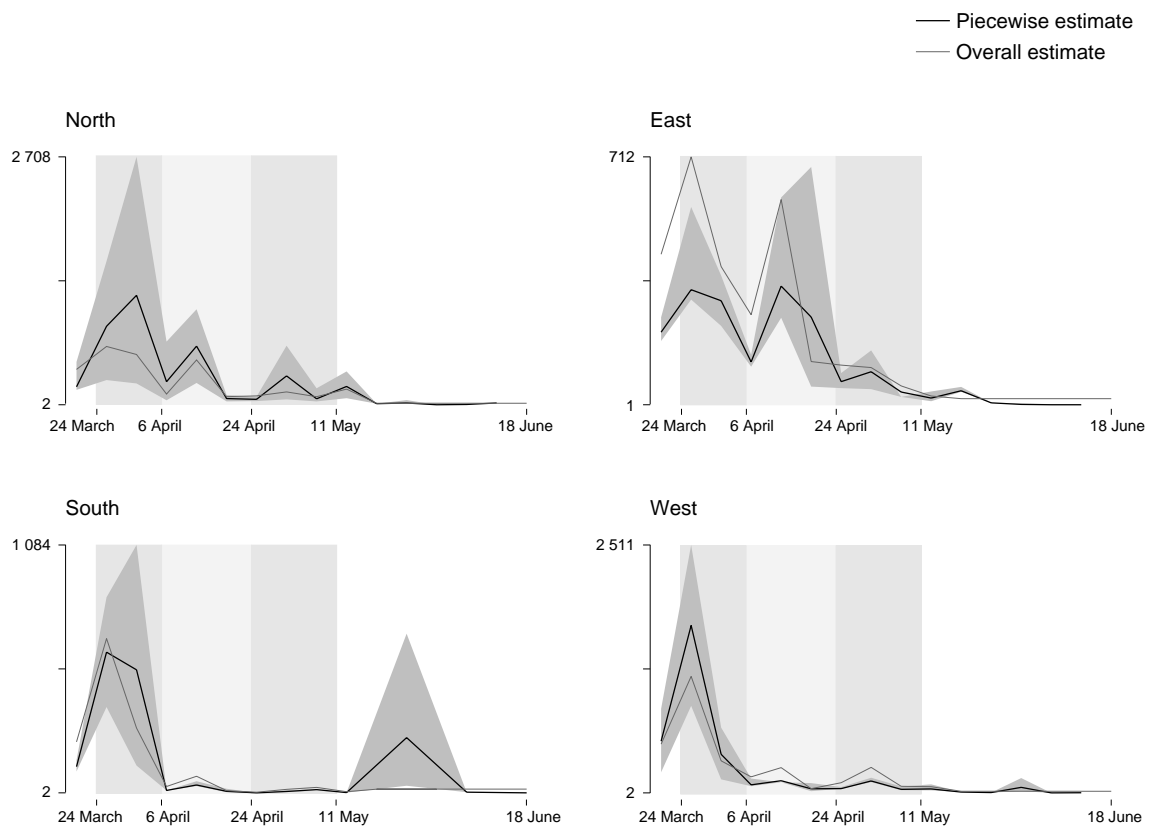 Piecewise estimate
Overall estimate
North
East
2 708
2
24 March 6 April 24 April 11 May 18 June
712
1
24 March 6 April 24 April 11 May 18 June
South
West
1 084
2
24 March 6 April 24 April 11 May 18 June
2 511
2
24 March 6 April 24 April 11 May 18 June